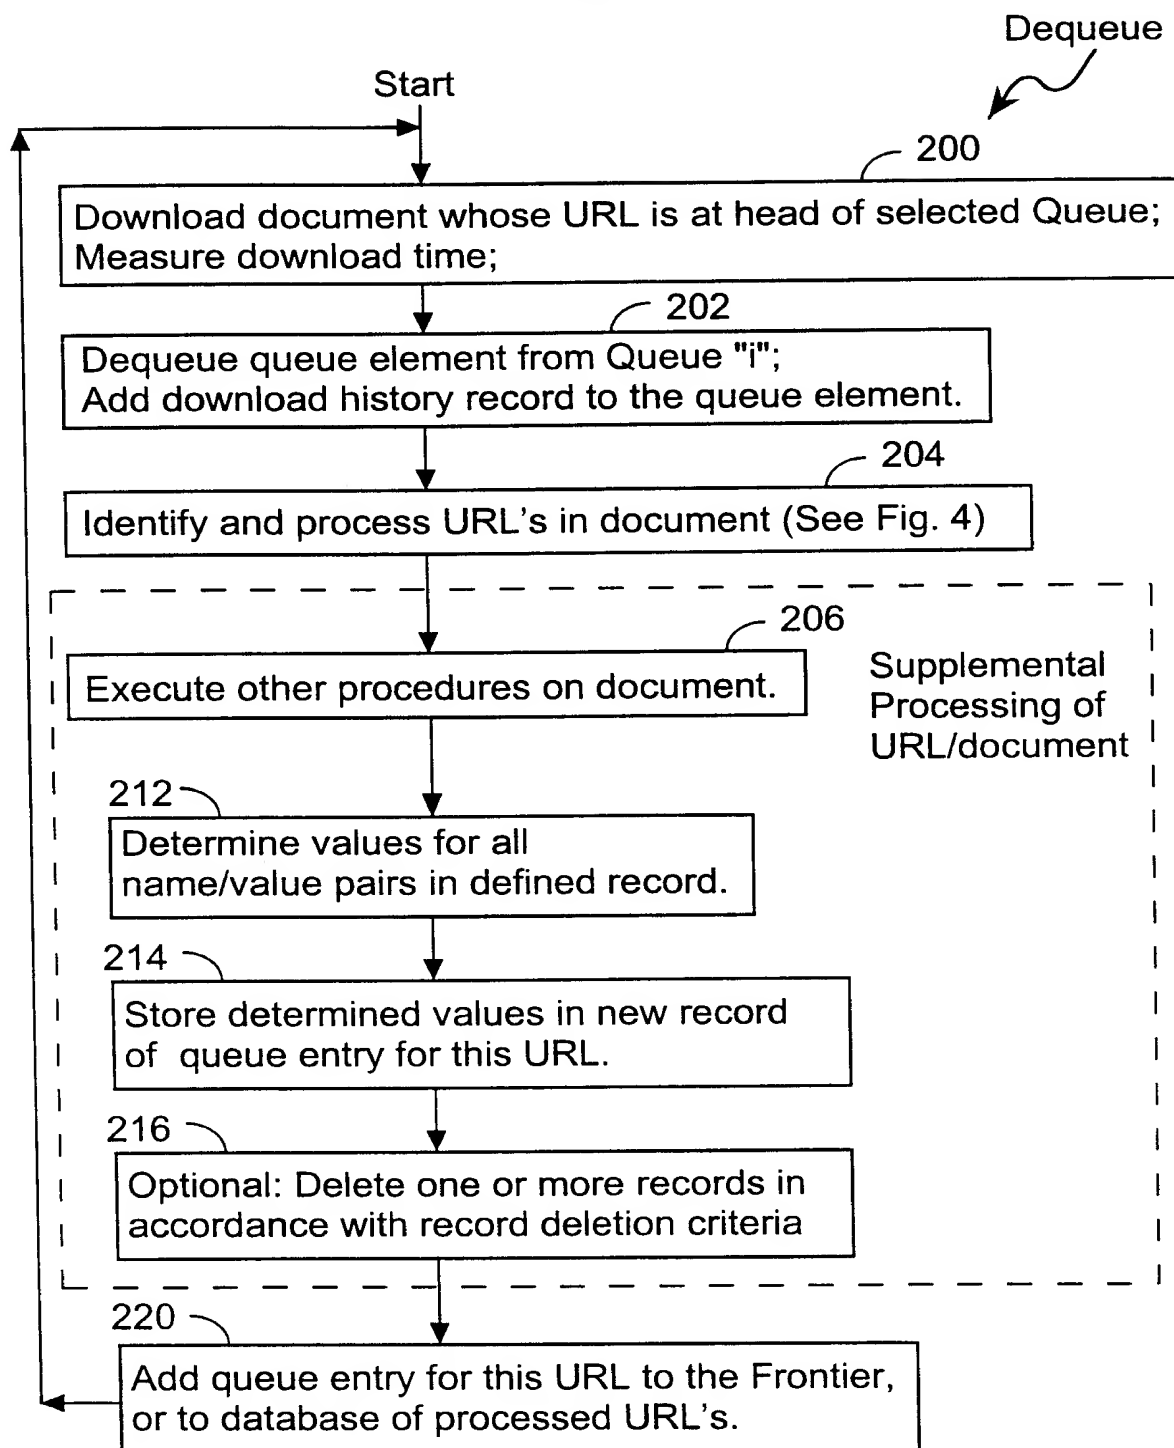 Dequeue
Start
200
Download document whose URL is at head of selected Queue;
Measure download time;
202
Dequeue queue element from Queue "i";
Add download history record to the queue element.
204
Identify and process URL's in document (See Fig. 4)
206
Execute other procedures on document.
Supplemental
Processing of
URL/document
212
Determine values for all
name/value pairs in defined record.
214
Store determined values in new record
of queue entry for this URL.
216
Optional: Delete one or more records in
accordance with record deletion criteria
220
Add queue entry for this URL to the Frontier,
or to database of processed URL's.